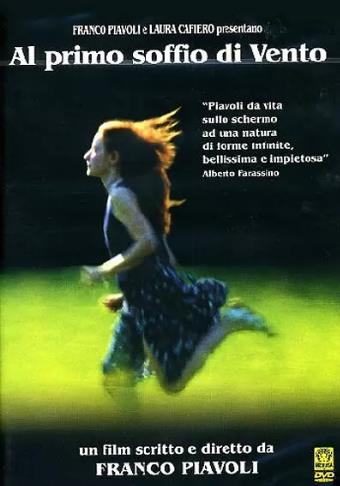 FRANCO PIAVOLI e LAURA CAFIERO presentano
Al primo soffio di Vento
"Piavoli da vita
sullo schermo
ad una natura
di forme infinite,
bellissima e impietosa"
Alberto Farassino
un film scritto e diretto da
FRANCO PIAVOLI
MEDUSA
DVD